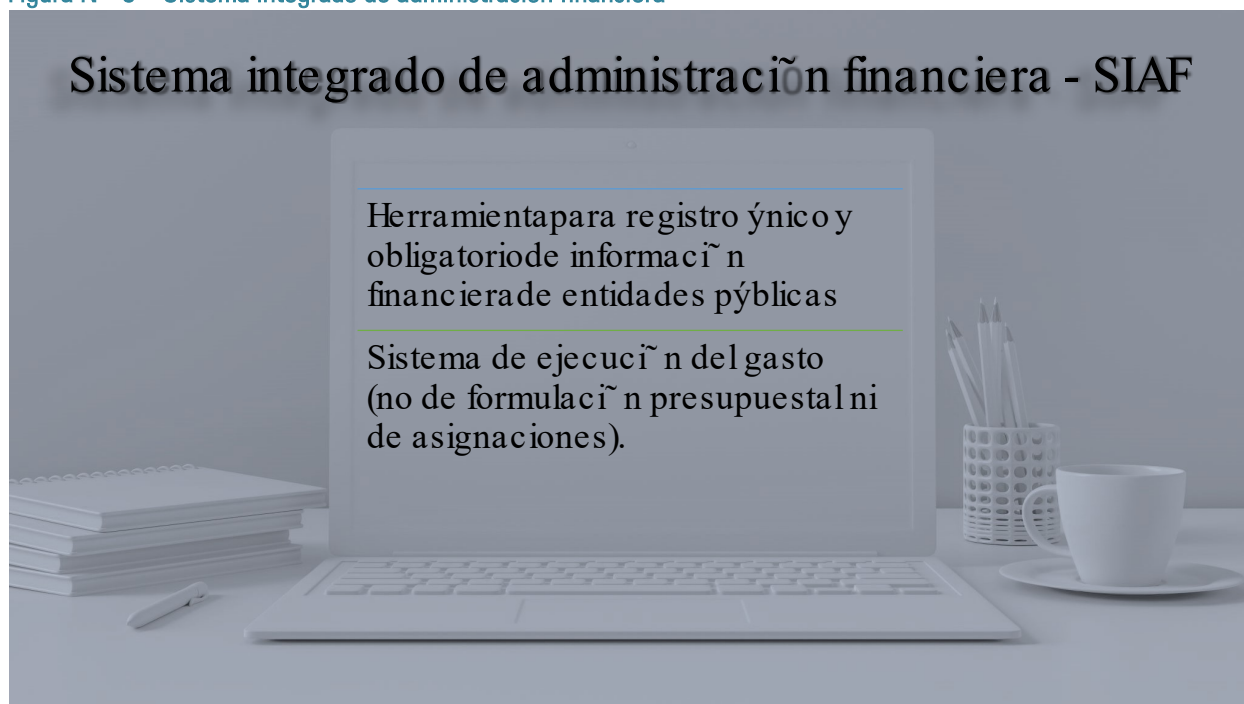 Sistema integrado de administración financiera - SIAF
Herramientapara registro ýnico y
obligatoriode informaci˜n
financierade entidades pýblicas
Sistema de ejecuci˜n del gasto
(no de formulaci˜n presupuestal ni
de asignaciones).